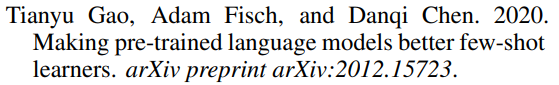 Tianyu Gao, Adam Fisch, and Danqi Chen. 2020.
Making pre-trained language models better few-shot
learners. arXiv preprint arXiv:2012.15723.